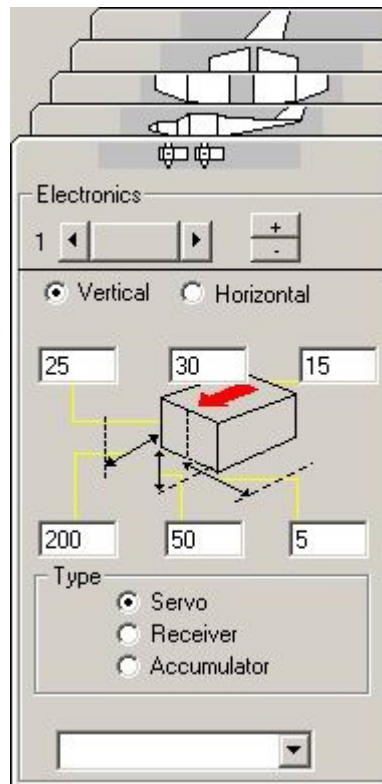 Electronics
1 +
-
Vertical Horizontal
25 30 15
200 50 5
Type
Servo
Receiver
Accumulator